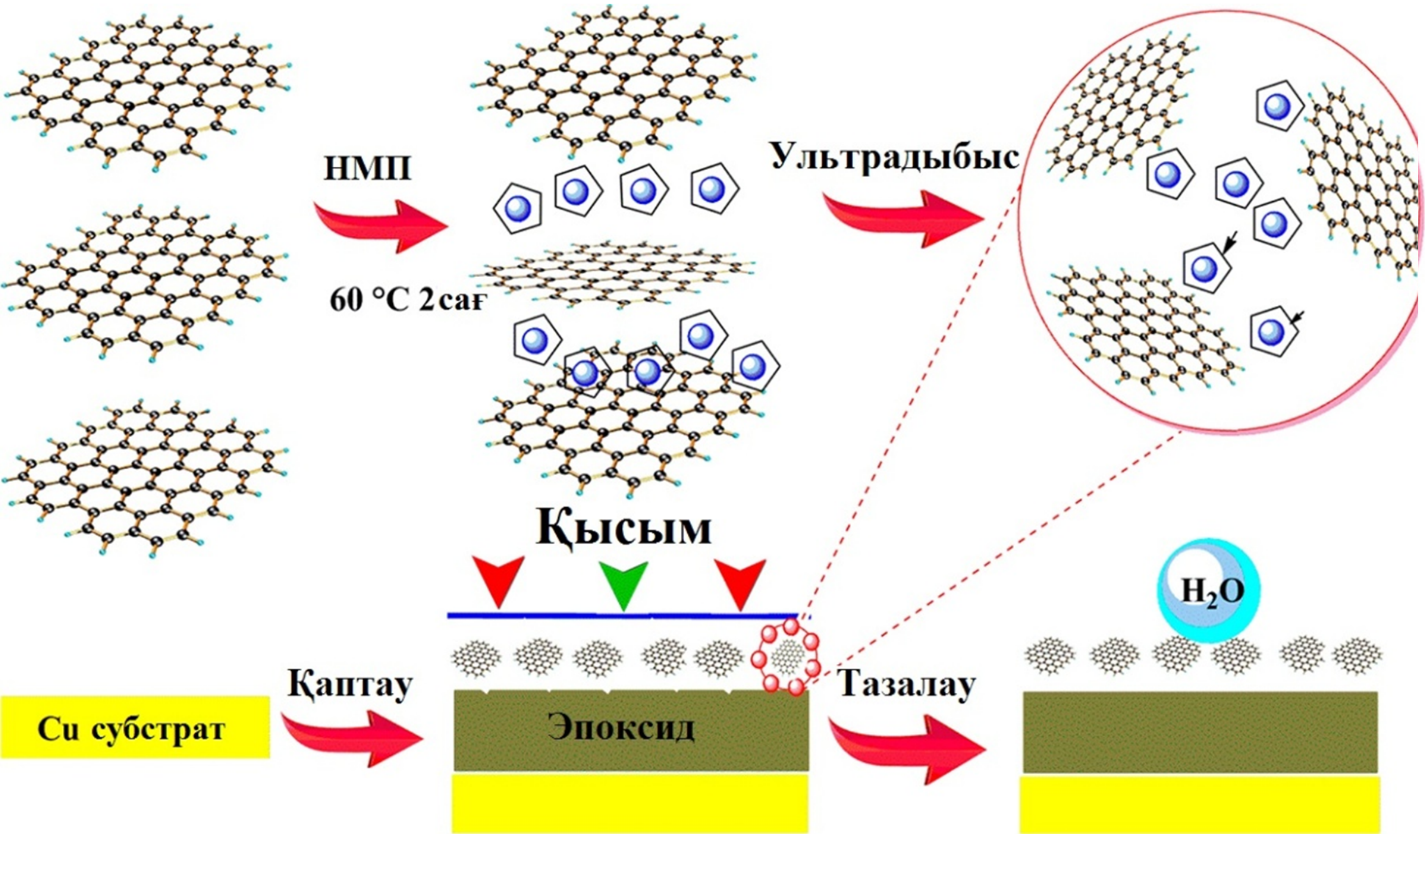 НМП
60 °C 2сағ
Ультрадыбыс
Қысым
H₂O
Қаптау
Тазалау
Cu субстрат
Эпоксид